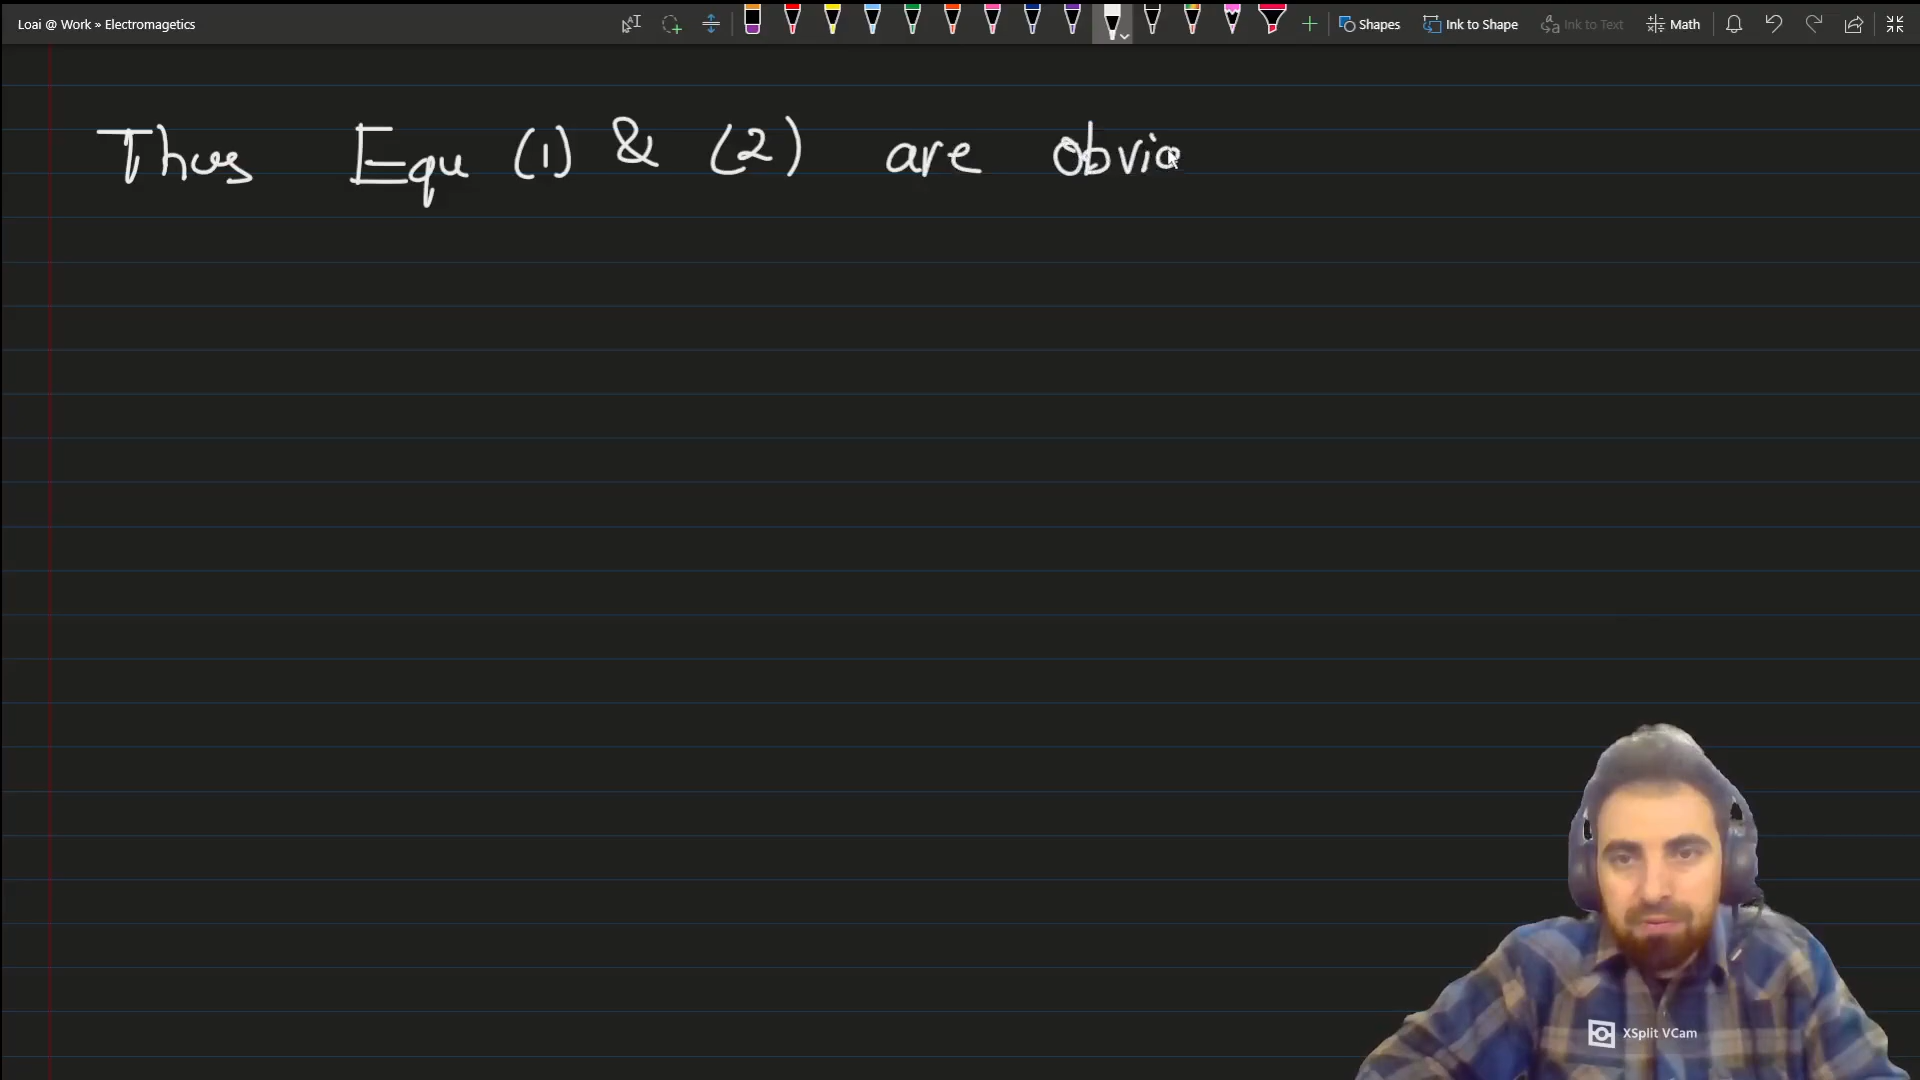 Loai @ Work » Electromagetics
Shapes
Ink to Shape
Ink to Text
Math
Thus Equ (1) & (2) are obvio
XSplit VCam